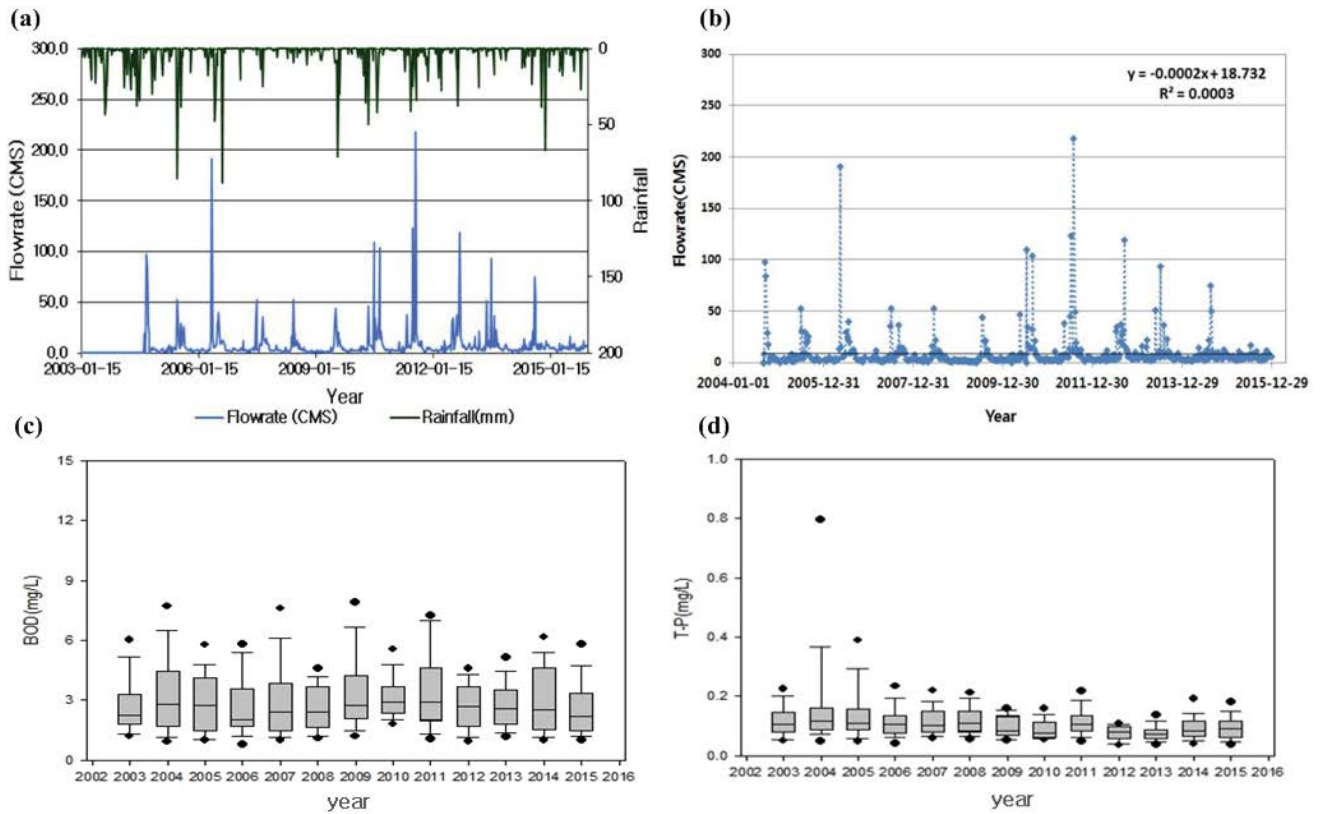 (a)
300,0
250,0
200,0
150,0
100,0
50,0
0,0
Flowrate (CMS)
0
50
100
150
200
Rainfall
2003-01-15 2006-01-15 2009-01-15 2012-01-15 2015-01-15
Year
Flowrate (CMS) Rainfall(mm)
(b)
300
250
200
150
100
50
0
Flowrate(CMS)
y = -0.0002x + 18.732
R² = 0.0003
2004-01-01 2005-12-31 2007-12-31 2009-12-30 2011-12-30 2013-12-29 2015-12-29
Year
(c)
15
12
9
6
3
0
BOD(mg/L)
2002 2003 2004 2005 2006 2007 2008 2009 2010 2011 2012 2013 2014 2015 2016
year
(d)
1.0
0.8
0.6
0.4
0.2
0.0
T-P(mg/L)
2002 2003 2004 2005 2006 2007 2008 2009 2010 2011 2012 2013 2014 2015 2016
year